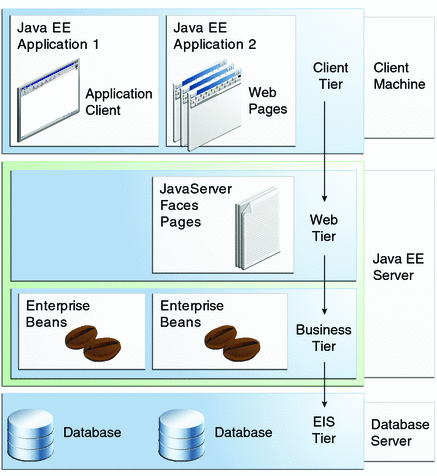 Java EE
Application 1
Application
Client
Java EE
Application 2
Web
Pages
Client
Tier
Client
Machine
JavaServer
Faces
Pages
Web
Tier
Java EE
Server
Enterprise
Beans
Enterprise
Beans
Business
Tier
Database
Database
EIS
Tier
Database
Server